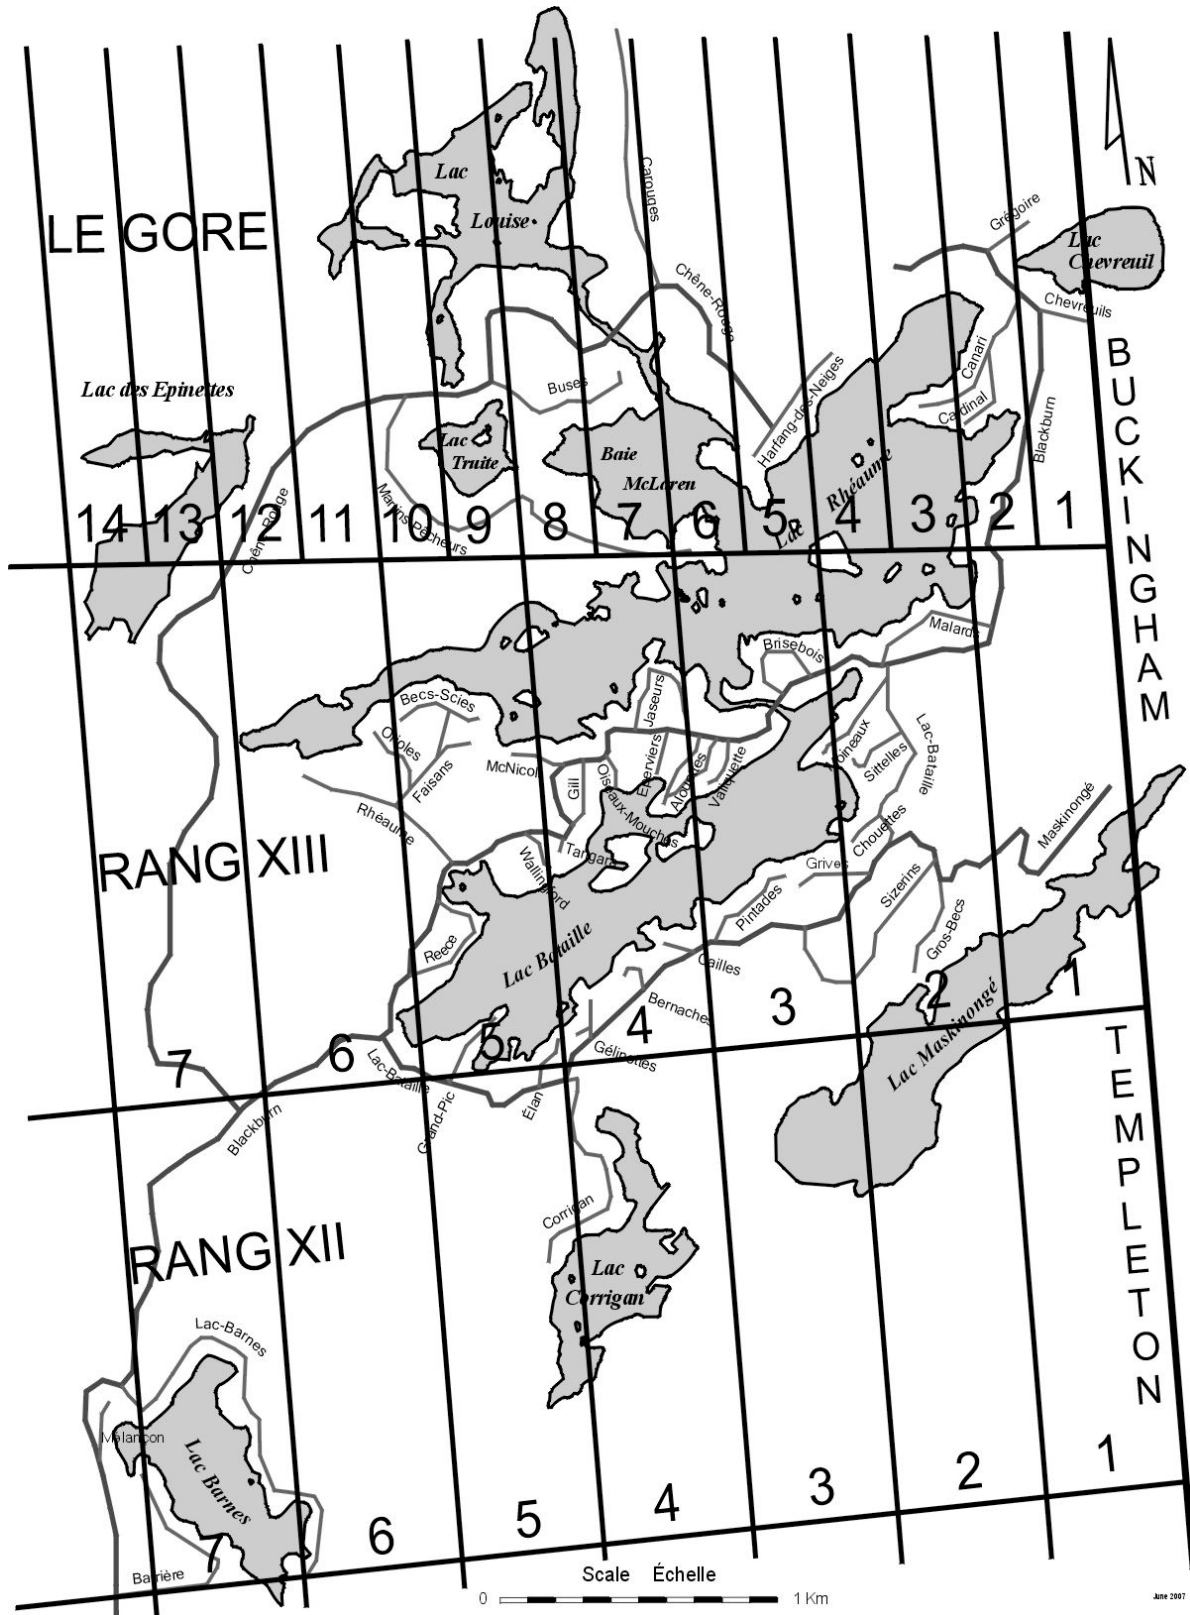 N
Carouges
Grégoire
LE GORE
Lac
Louise
Lac
Chevreuil
Chevreuils
Chêne-Rouge
Canari
Cardinal
Harfang-des-Neiges
Blackburn
Buses
Lac des Epinettes
Lac
Truite
Baie
McLaren
Lac Rhéaume
Martins-Pêcheurs
Chêne-Rouge
14 13 12 11 10 9 8 7 6 5 4 3 2 1
BUCKINGHAM
Malards
Brisebois
Becs-Scies
Jaseurs
Orioles
Faisans
McNicol
Gill
Oiseaux-Mouches
Eperviers
Alouettes
Valiquette
Moineaux
Sittelles
Lac-Bataille
Rhéaume
RANG XIII
Wallingford
Tangara
Chouettes
Grives
Maskinongé
Pintades
Sizerins
Gros-Becs
Reece
Lac Bataille
Cailles
Bernaches
Lac Maskinongé
7 6 5 4 3 2 1
Lac-Bataille
Gélinottes
Grand-Pic
Élan
Blackburn
TEMPLETON
Corrigan
RANG XII
Lac
Corrigan
Lac-Barnes
Melançon
Lac Barnes
Barrière
7 6 5 4 3 2 1
Scale Échelle
0 1 Km
June 2007